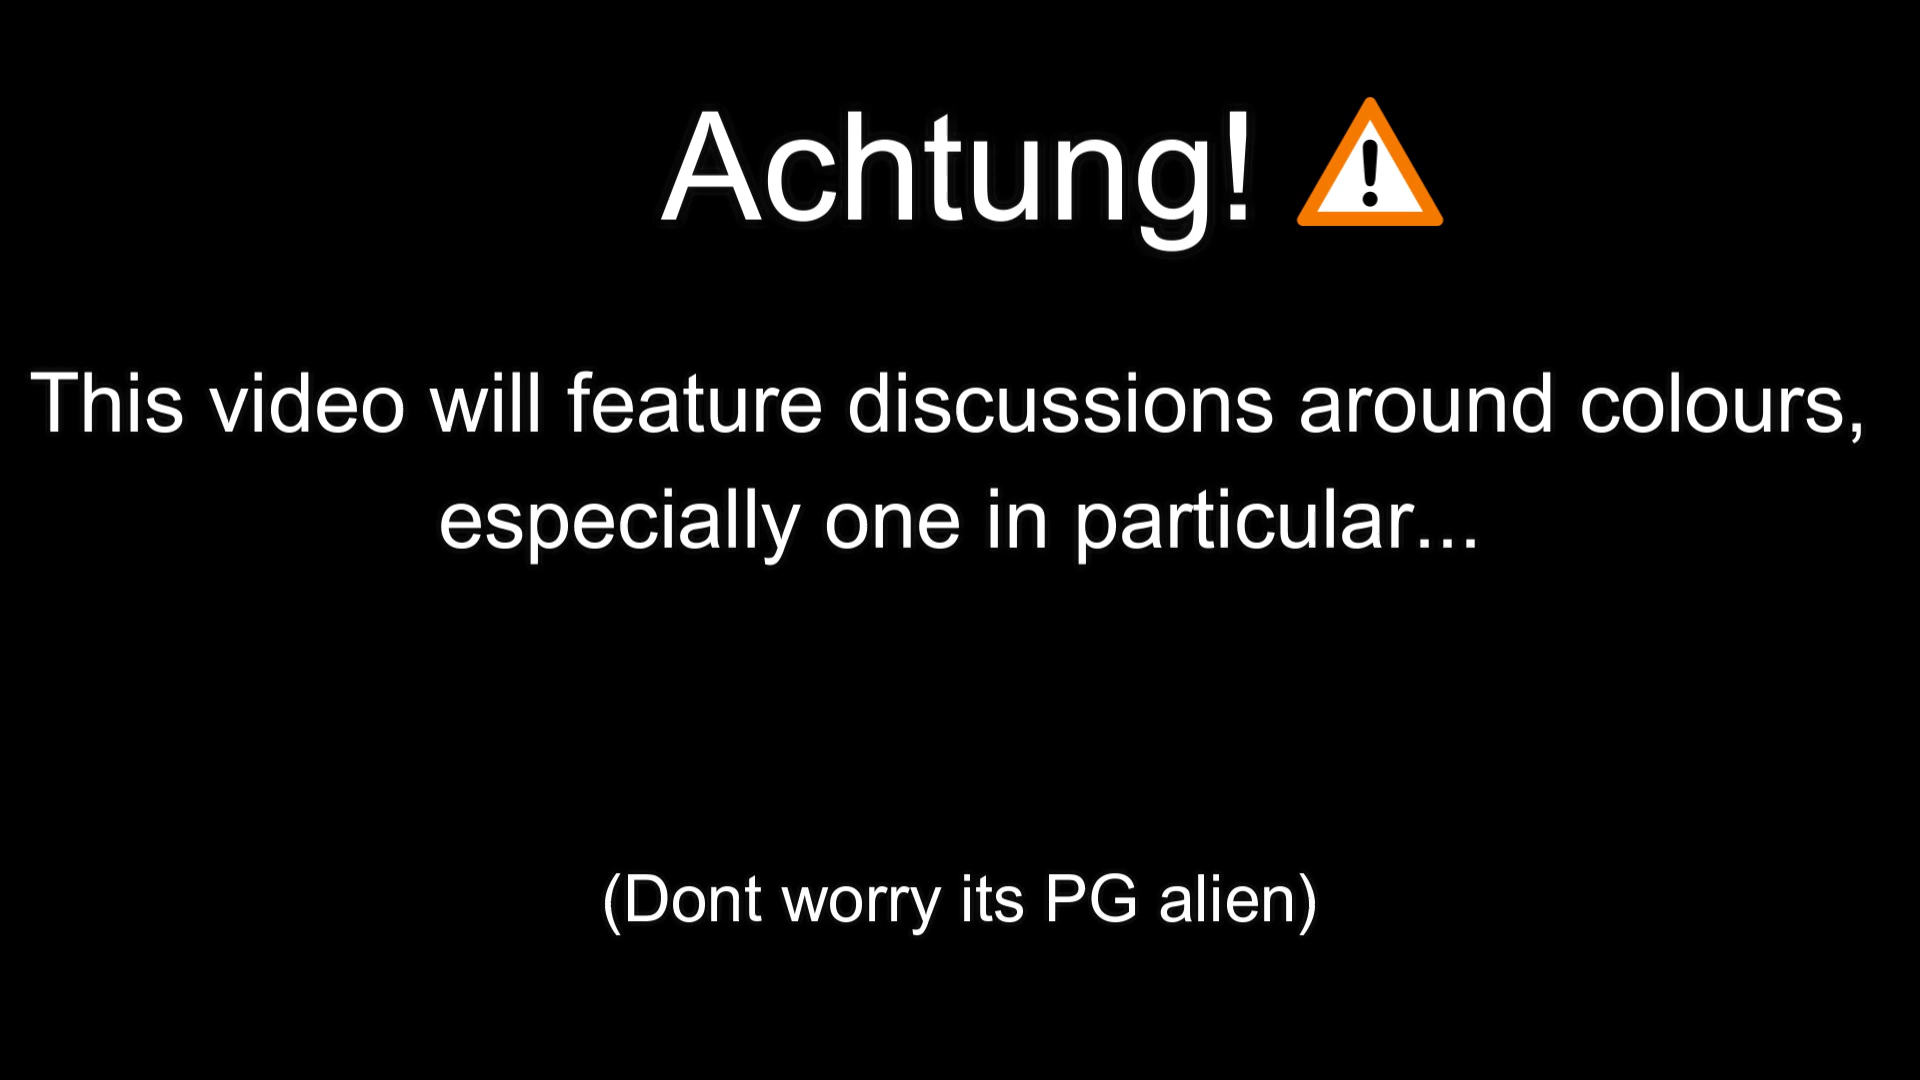 Achtung!
This video will feature discussions around colours,
especially one in particular...
(Dont worry its PG alien)